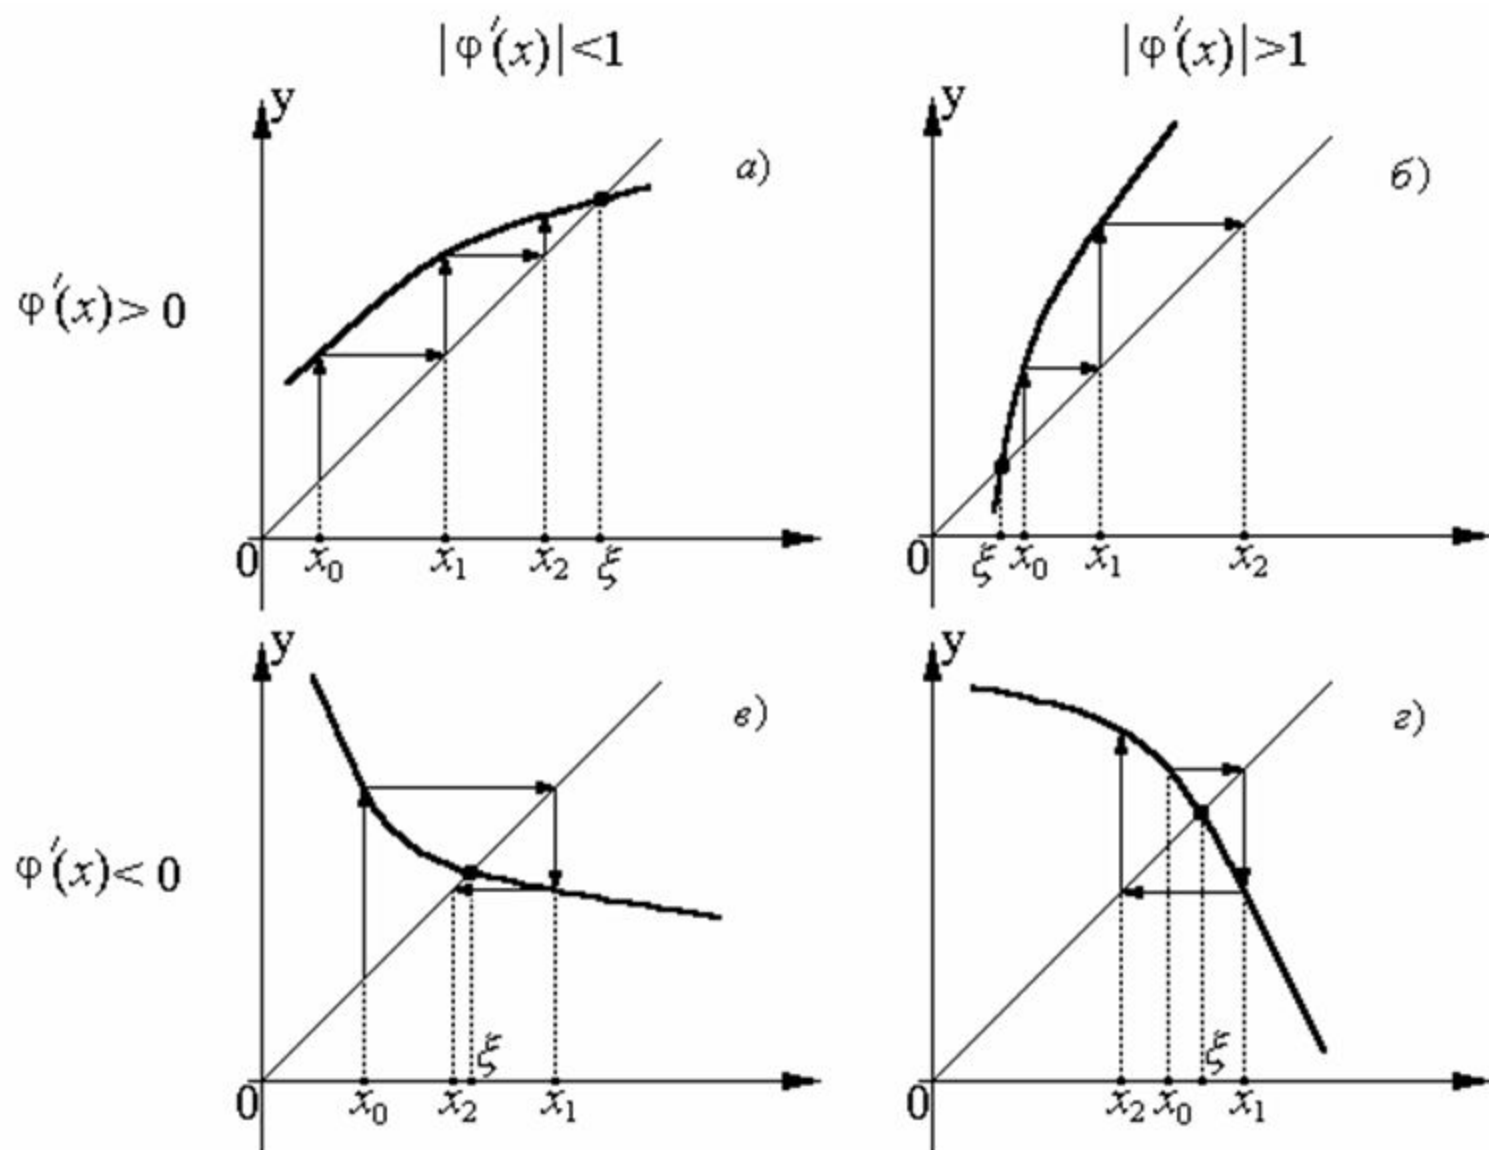 |φ′(x)|<1
|φ′(x)|>1
y
y
а)
б)
φ′(x)> 0
0
x₀
x₁
x₂
ξ
0
ξ
x₀
x₁
x₂
y
y
в)
г)
φ′(x)< 0
ξ
ξ
0
x₀
x₂
x₁
0
x₂
x₀
x₁